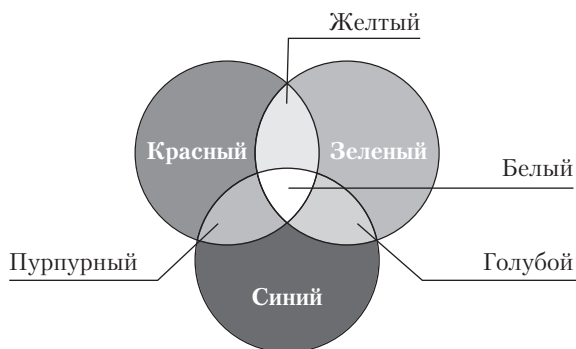 Желтый
Красный
Зеленый
Белый
Пурпурный
Голубой
Синий